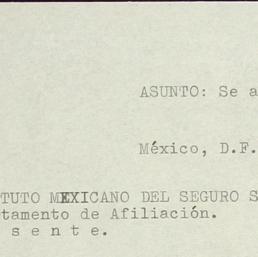 ASUNTO: Se a
México, D.F.
TUTO MEXICANO DEL SEGURO S
tamento de Afiliación.
s e n t e.